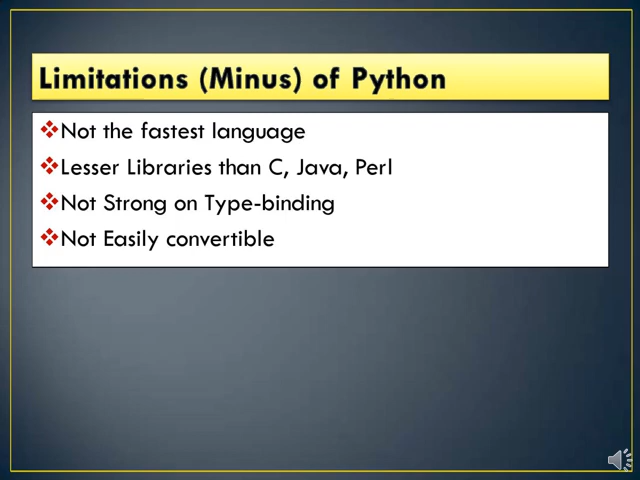 Limitations (Minus) of Python
Not the fastest language
Lesser Libraries than C, Java, Perl
Not Strong on Type-binding
Not Easily convertible